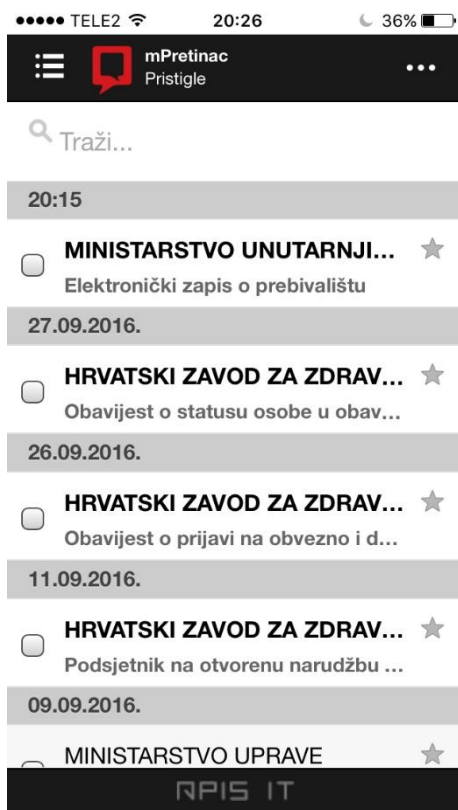 TELE2 20:26 36%
mPretinac
Pristigle
Traži...
20:15
MINISTARSTVO UNUTARNJI...
Elektronički zapis o prebivalištu
27.09.2016.
HRVATSKI ZAVOD ZA ZDRAV...
Obavijest o statusu osobe u obav...
26.09.2016.
HRVATSKI ZAVOD ZA ZDRAV...
Obavijest o prijavi na obvezno i d...
11.09.2016.
HRVATSKI ZAVOD ZA ZDRAV...
Podsjetnik na otvorenu narudžbu ...
09.09.2016.
MINISTARSTVO UPRAVE
APIS IT